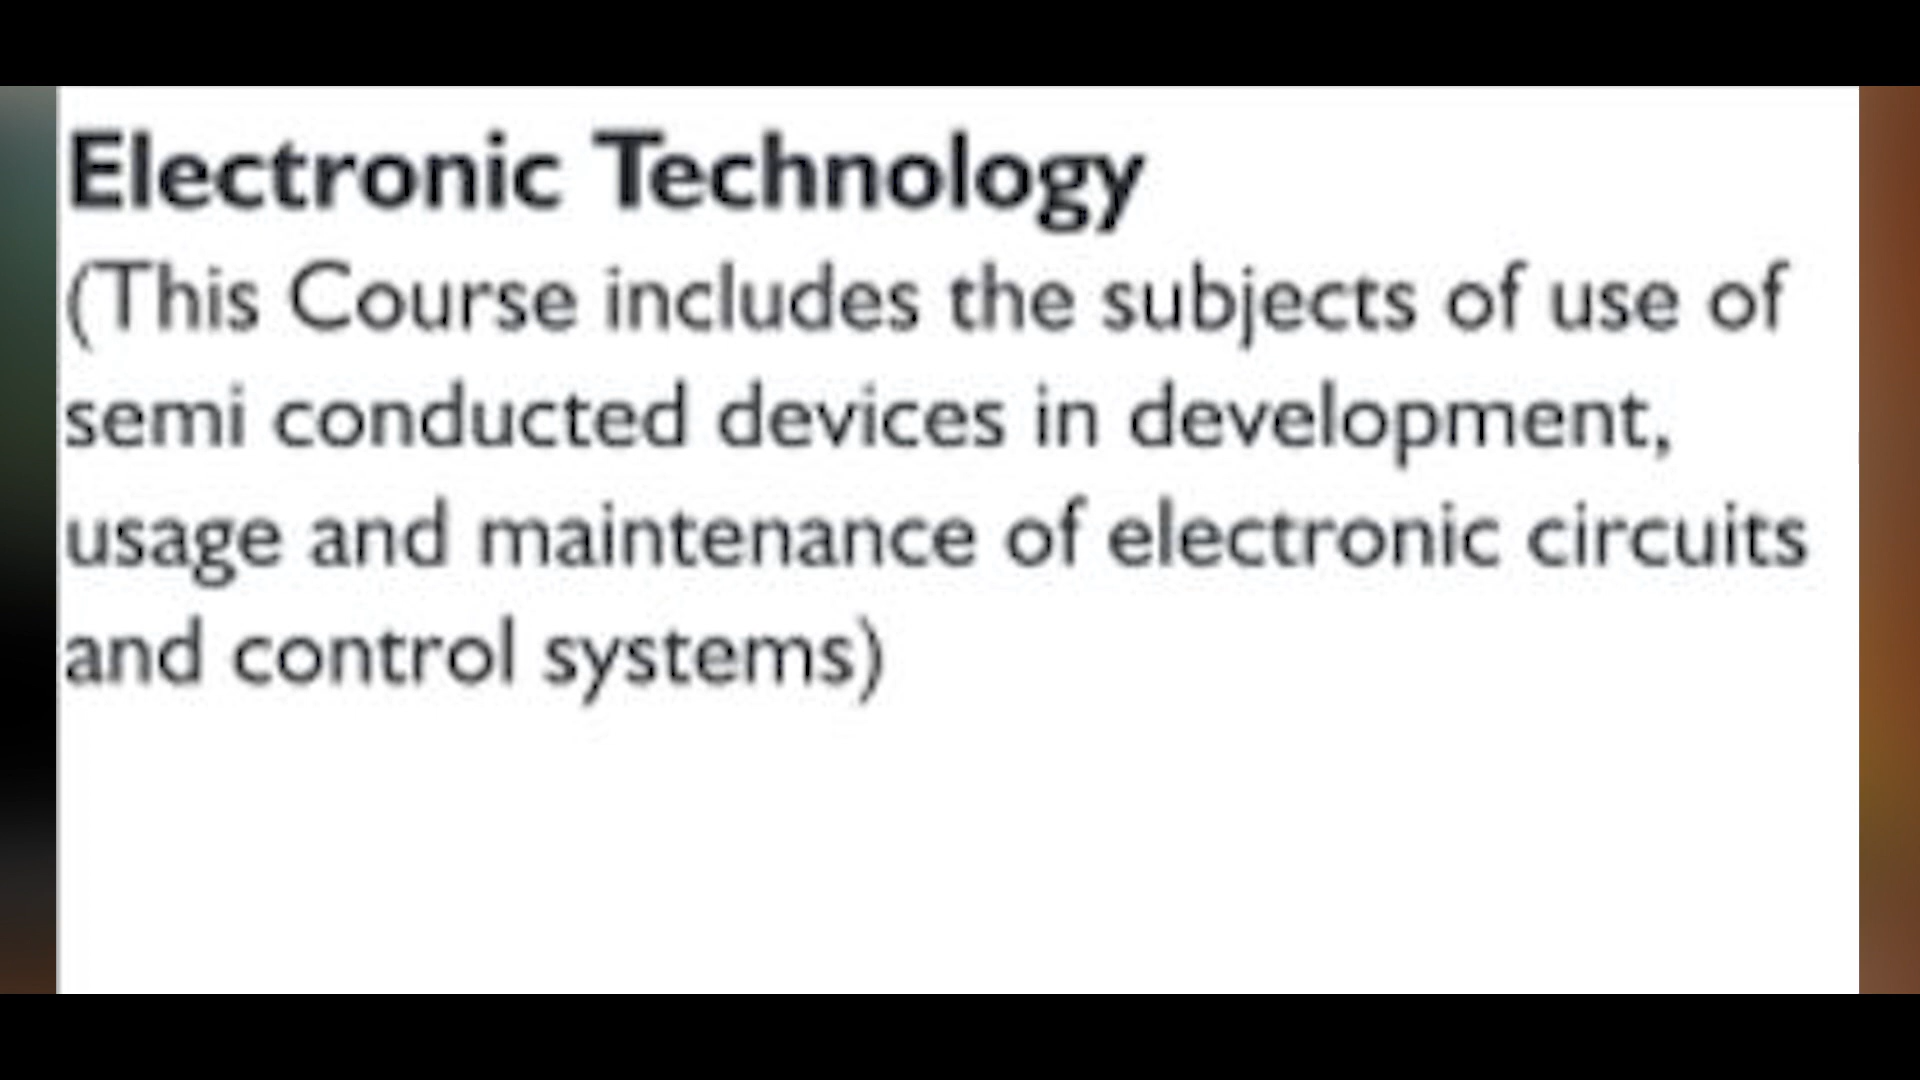 Electronic Technology
(This Course includes the subjects of use of
semi conducted devices in development,
usage and maintenance of electronic circuits
and control systems)